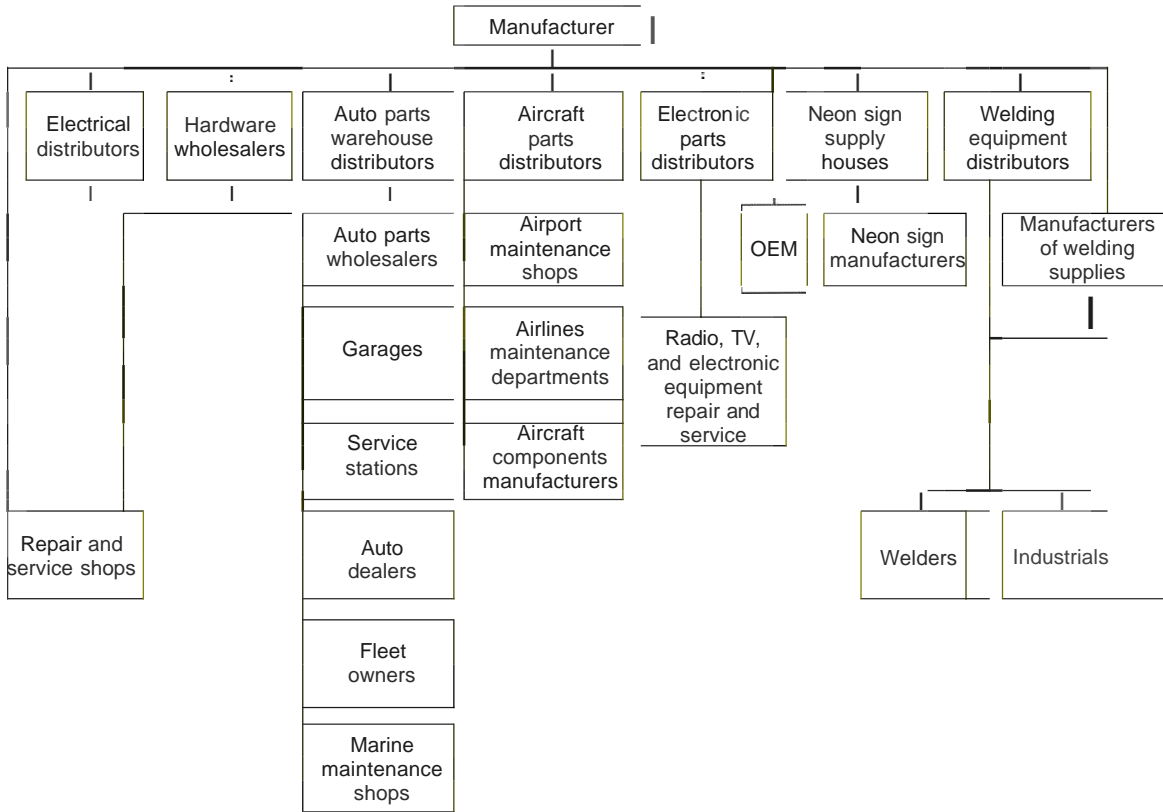 Manufacturer
Electrical
distributors
Hardware
wholesalers
Auto parts
warehouse
distributors
Aircraft
parts
distributors
Electronic
parts
distributors
Neon sign
supply
houses
Welding
equipment
distributors
Auto parts
wholesalers
Airport
maintenance
shops
OEM
Neon sign
manufacturers
Manufacturers
of welding
supplies
Garages
Airlines
maintenance
departments
Radio, TV,
and electronic
equipment
repair and
service
Service
stations
Aircraft
components
manufacturers
Repair and
service shops
Auto
dealers
Welders
Industrials
Fleet
owners
Marine
maintenance
shops